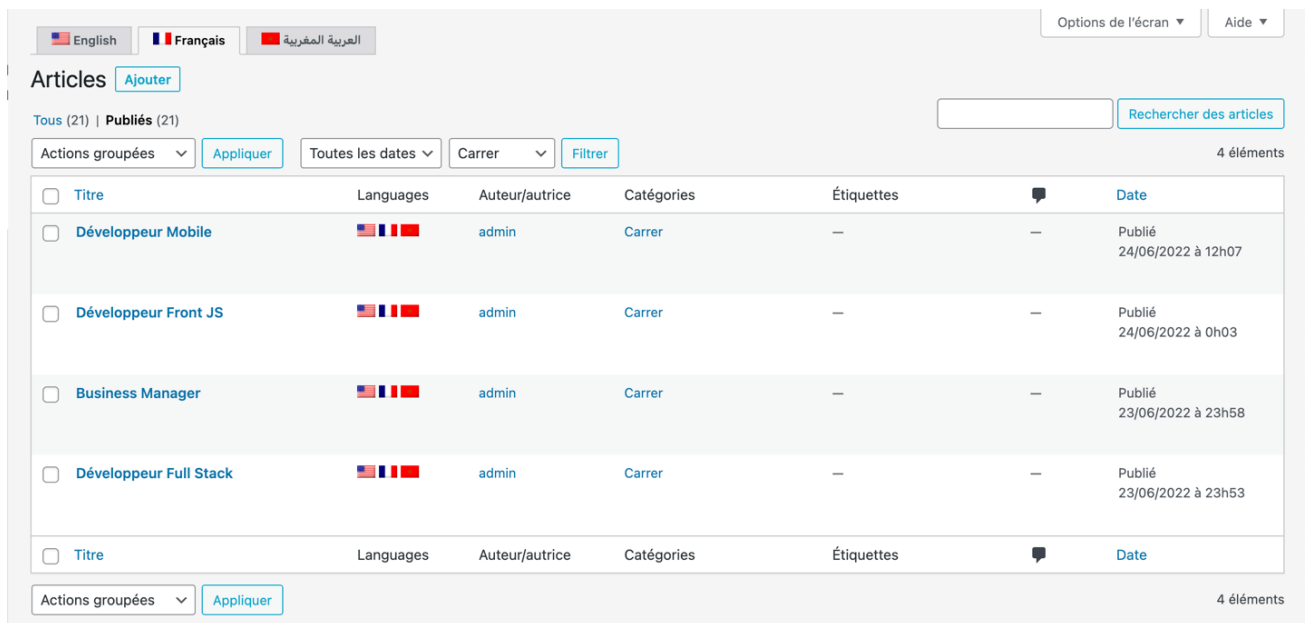 Options de l'écran ▼ Aide ▼
English Français العربية المغربية
Articles Ajouter
Tous (21) | Publiés (21)
Rechercher des articles
Actions groupées Appliquer Toutes les dates Carrer Filtrer 4 éléments
Titre Languages Auteur/autrice Catégories Étiquettes Date
Développeur Mobile admin Carrer — — Publié
24/06/2022 à 12h07
Développeur Front JS admin Carrer — — Publié
24/06/2022 à 0h03
Business Manager admin Carrer — — Publié
23/06/2022 à 23h58
Développeur Full Stack admin Carrer — — Publié
23/06/2022 à 23h53
Titre Languages Auteur/autrice Catégories Étiquettes Date
Actions groupées Appliquer 4 éléments